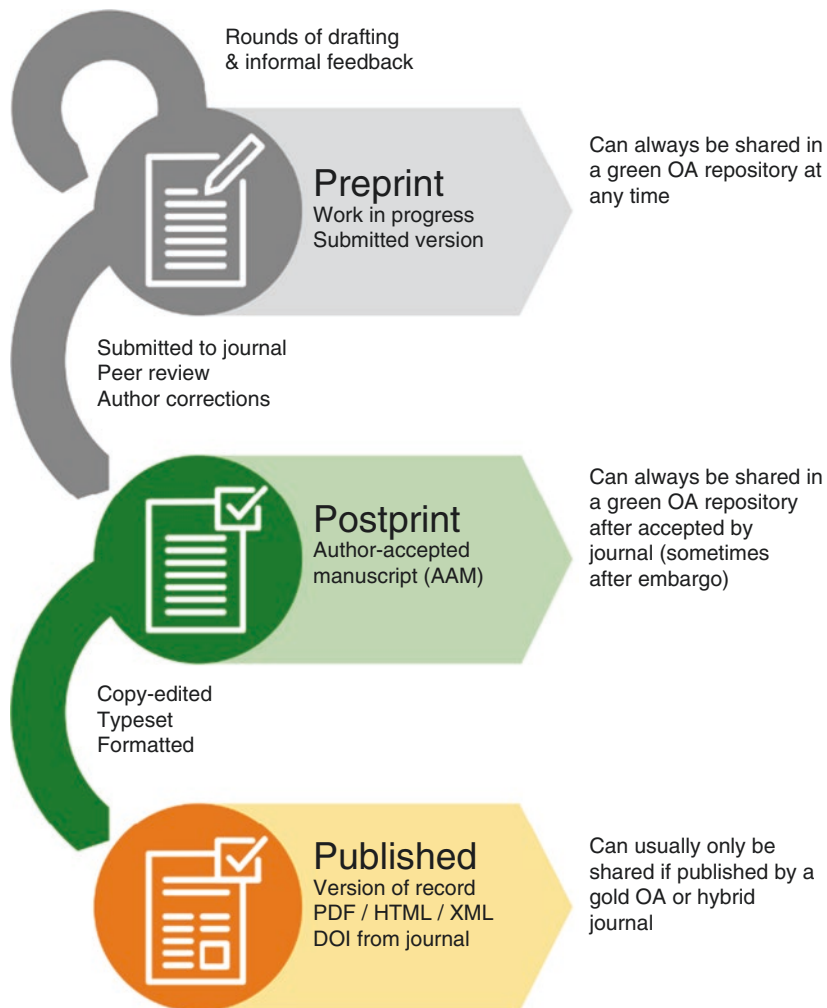 Rounds of drafting
& informal feedback
Preprint
Work in progress
Submitted version
Can always be shared in
a green OA repository at
any time
Submitted to journal
Peer review
Author corrections
Postprint
Author-accepted
manuscript (AAM)
Can always be shared in
a green OA repository
after accepted by
journal (sometimes
after embargo)
Copy-edited
Typeset
Formatted
Published
Version of record
PDF / HTML / XML
DOI from journal
Can usually only be
shared if published by a
gold OA or hybrid
journal